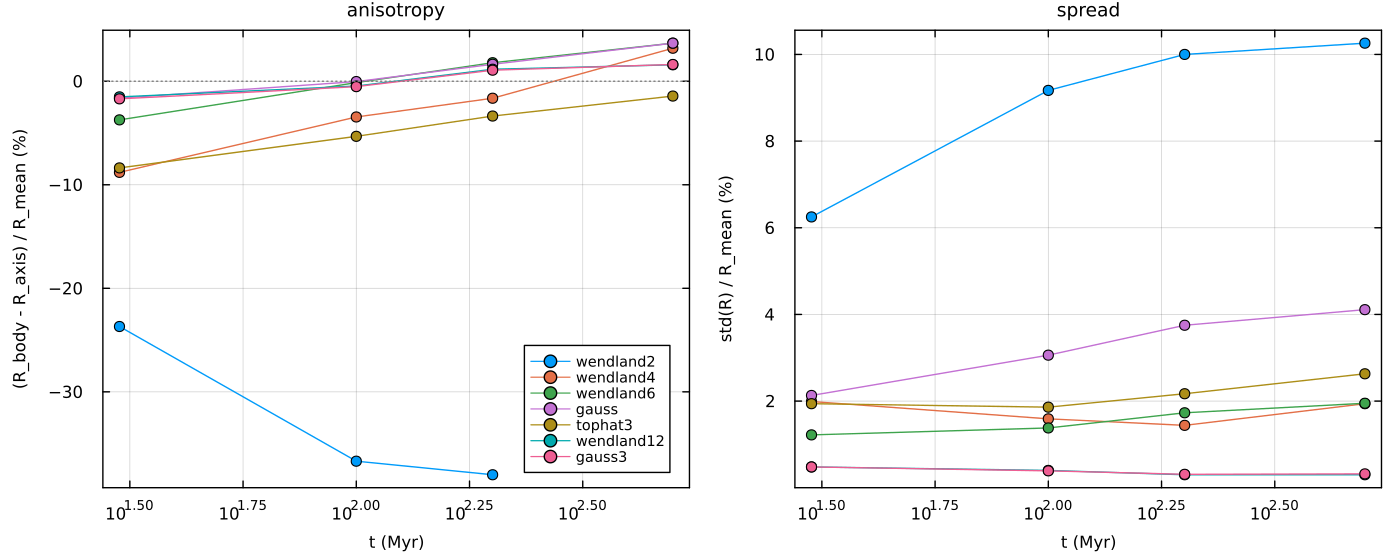 anisotropy
(R_body - R_axis) / R_mean (%)
0
−10
−20
−30
wendland2
wendland4
wendland6
gauss
tophat3
wendland12
gauss3
10^1.50
10^1.75
10^2.00
10^2.25
10^2.50
t (Myr)
spread
std(R) / R_mean (%)
10
8
6
4
2
10^1.50
10^1.75
10^2.00
10^2.25
10^2.50
t (Myr)